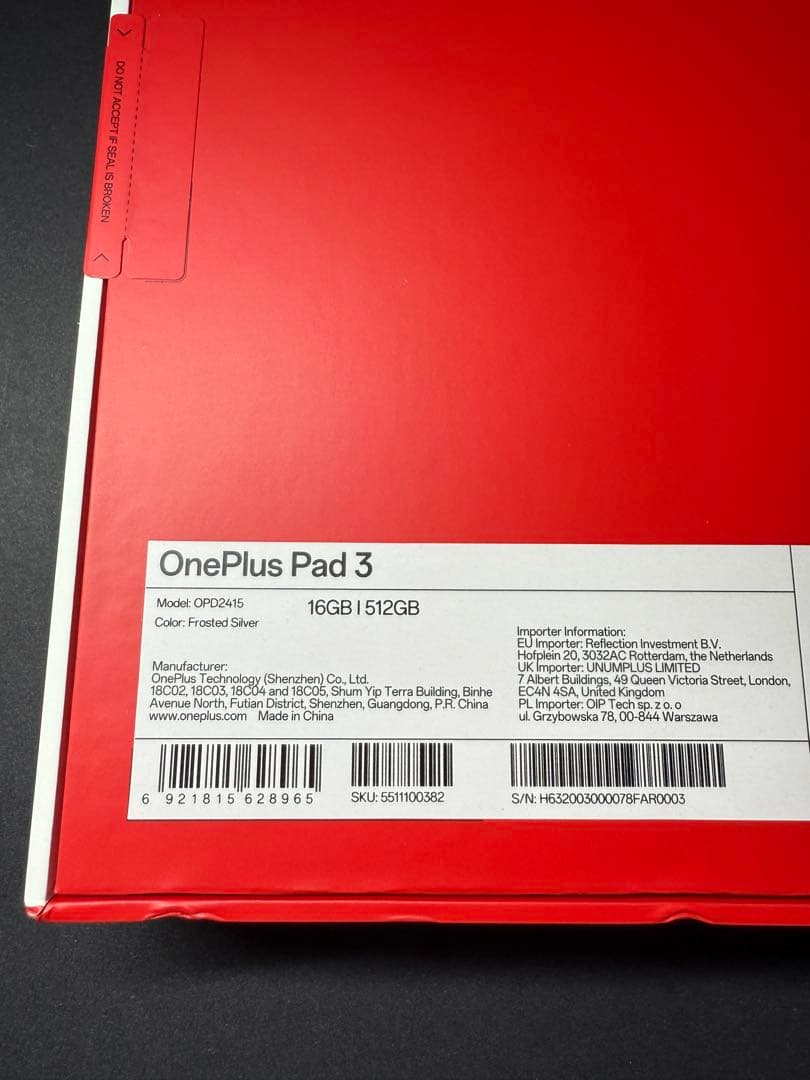 DO NOT ACCEPT IF SEAL IS BROKEN
OnePlus Pad 3
Model: OPD2415
16GB | 512GB
Color: Frosted Silver
Manufacturer:
OnePlus Technology (Shenzhen) Co., Ltd.
18C02, 18C03, 18C04 and 18C05, Shum Yip Terra Building, Binhe
Avenue North, Futian District, Shenzhen, Guangdong, P.R. China
www.oneplus.com Made in China
Importer Information:
EU Importer: Reflection Investment B.V.
Hofplein 20, 3032AC Rotterdam, the Netherlands
UK Importer: UNUMPLUS LIMITED
7 Albert Buildings, 49 Queen Victoria Street, London,
EC4N 4SA, United Kingdom
PL Importer: OIP Tech sp. z o. o
ul. Grzybowska 78, 00-844 Warszawa
6 921815 628965
SKU: 5511100382
S/N: H632003000078FAR0003